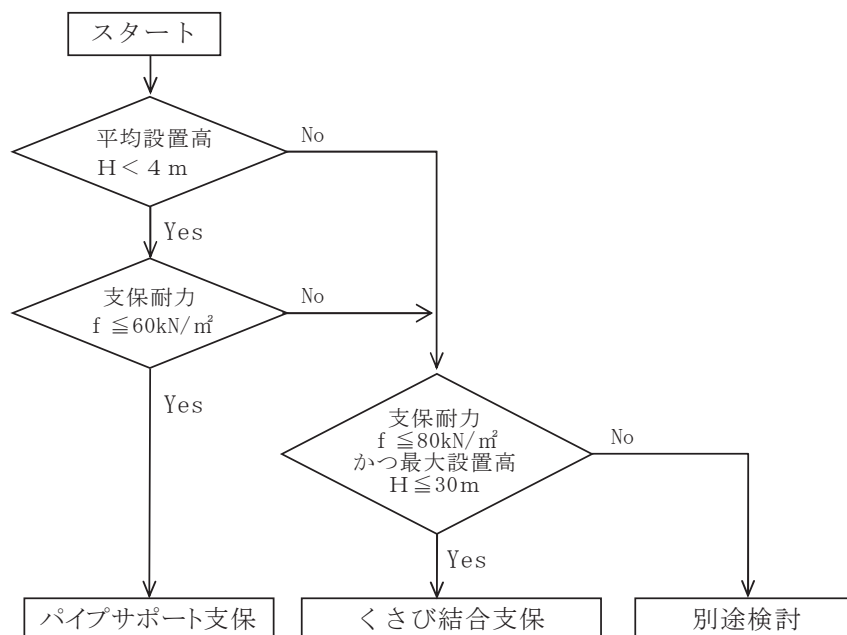 スタート
平均設置高
H＜4m
No
Yes
支保耐力
f ≦60kN/㎡
No
Yes
支保耐力
f ≦80kN/㎡
かつ最大設置高
H≦30m
No
Yes
パイプサポート支保
くさび結合支保
別途検討